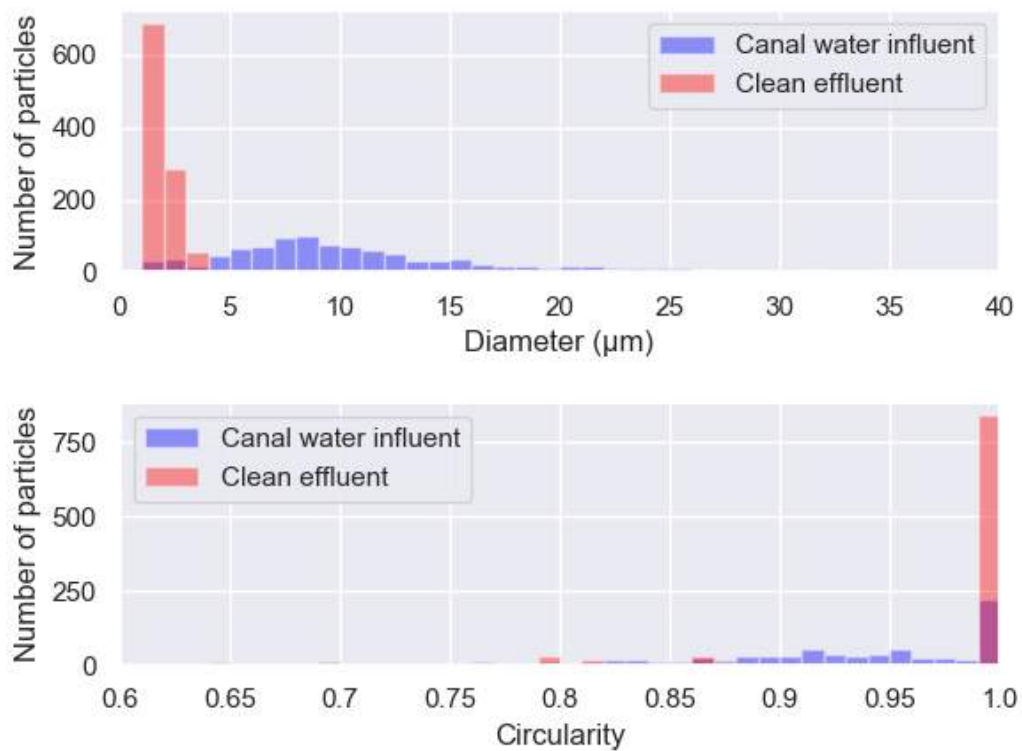 Number of particles
600
400
200
0
Canal water influent
Clean effluent
0 5 10 15 20 25 30 35 40
Diameter (µm)
Number of particles
750
500
250
0
Canal water influent
Clean effluent
0.6 0.65 0.7 0.75 0.8 0.85 0.9 0.95 1.0
Circularity